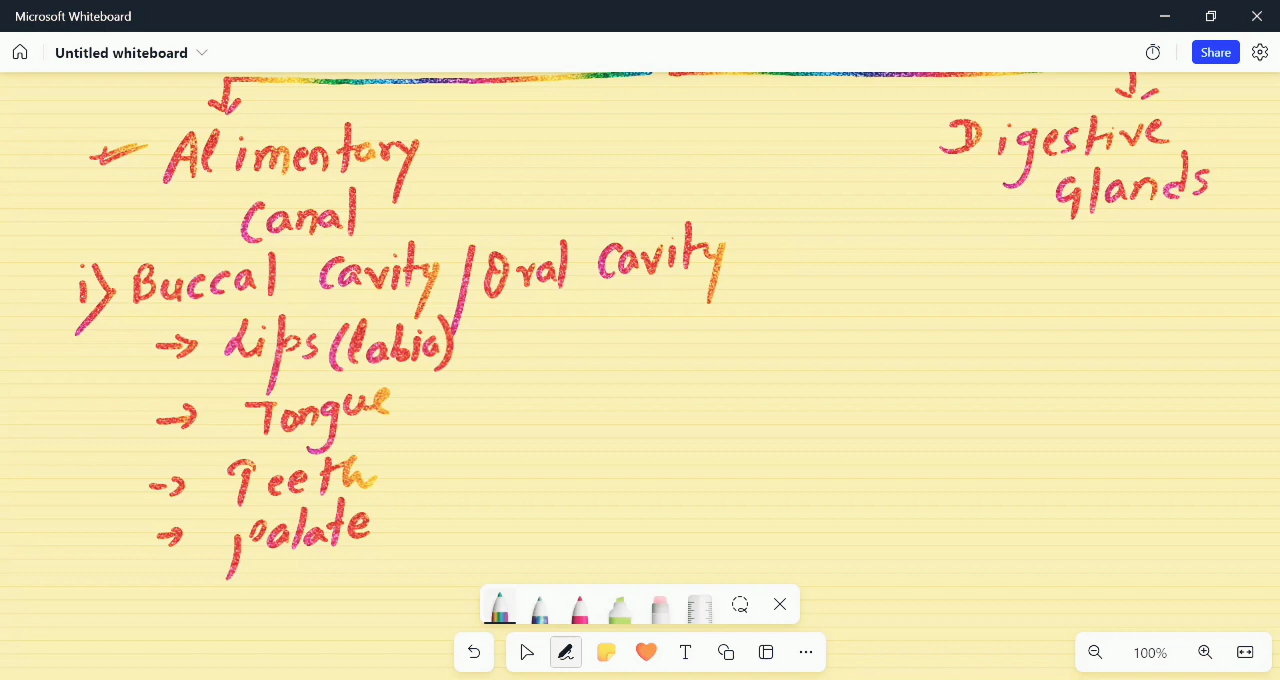 Microsoft Whiteboard
Untitled whiteboard
Share
Alimentary
Canal
Digestive
glands
i) Buccal cavity/Oral cavity
→ Lips (labia)
→ Tongue
→ Teeth
→ palate
100%